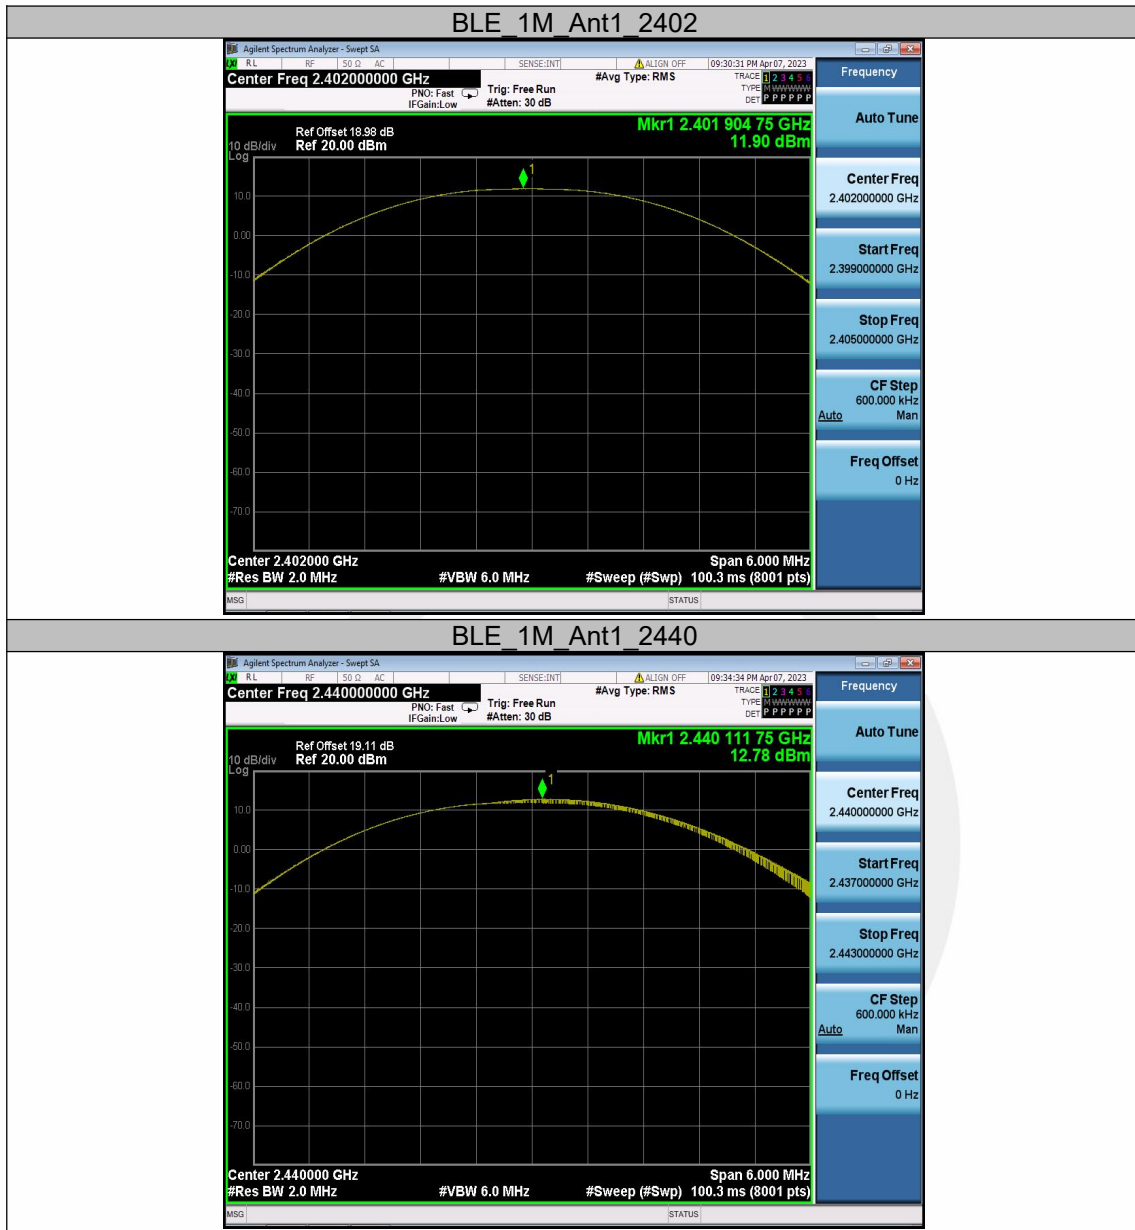 BLE_1M_Ant1_2402
Agilent Spectrum Analyzer - Swept SA
RL RF 50 Ω AC SENSE:INT ALIGN OFF 09:30:31 PM Apr 07, 2023
Center Freq 2.402000000 GHz #Avg Type: RMS TRACE 1 2 3 4 5 6
PNO: Fast Trig: Free Run TYPE M WWWWW
IFGain:Low #Atten: 30 dB DET P P P P P P
Frequency
Mkr1 2.401 904 75 GHz
Ref Offset 18.98 dB
10 dB/div Ref 20.00 dBm 11.90 dBm
Log
1
10.0
0.00
-10.0
-20.0
-30.0
-40.0
-50.0
-60.0
-70.0
Center 2.402000 GHz Span 6.000 MHz
#Res BW 2.0 MHz #VBW 6.0 MHz #Sweep (#Swp) 100.3 ms (8001 pts)
Auto Tune
Center Freq
2.402000000 GHz
Start Freq
2.399000000 GHz
Stop Freq
2.405000000 GHz
CF Step
600.000 kHz
Auto Man
Freq Offset
0 Hz
MSG STATUS
BLE_1M_Ant1_2440
Agilent Spectrum Analyzer - Swept SA
RL RF 50 Ω AC SENSE:INT ALIGN OFF 09:34:34 PM Apr 07, 2023
Center Freq 2.440000000 GHz #Avg Type: RMS TRACE 1 2 3 4 5 6
PNO: Fast Trig: Free Run TYPE M WWWWW
IFGain:Low #Atten: 30 dB DET P P P P P P
Frequency
Mkr1 2.440 111 75 GHz
Ref Offset 19.11 dB
10 dB/div Ref 20.00 dBm 12.78 dBm
Log
1
10.0
0.00
-10.0
-20.0
-30.0
-40.0
-50.0
-60.0
-70.0
Center 2.440000 GHz Span 6.000 MHz
#Res BW 2.0 MHz #VBW 6.0 MHz #Sweep (#Swp) 100.3 ms (8001 pts)
Auto Tune
Center Freq
2.440000000 GHz
Start Freq
2.437000000 GHz
Stop Freq
2.443000000 GHz
CF Step
600.000 kHz
Auto Man
Freq Offset
0 Hz
MSG STATUS